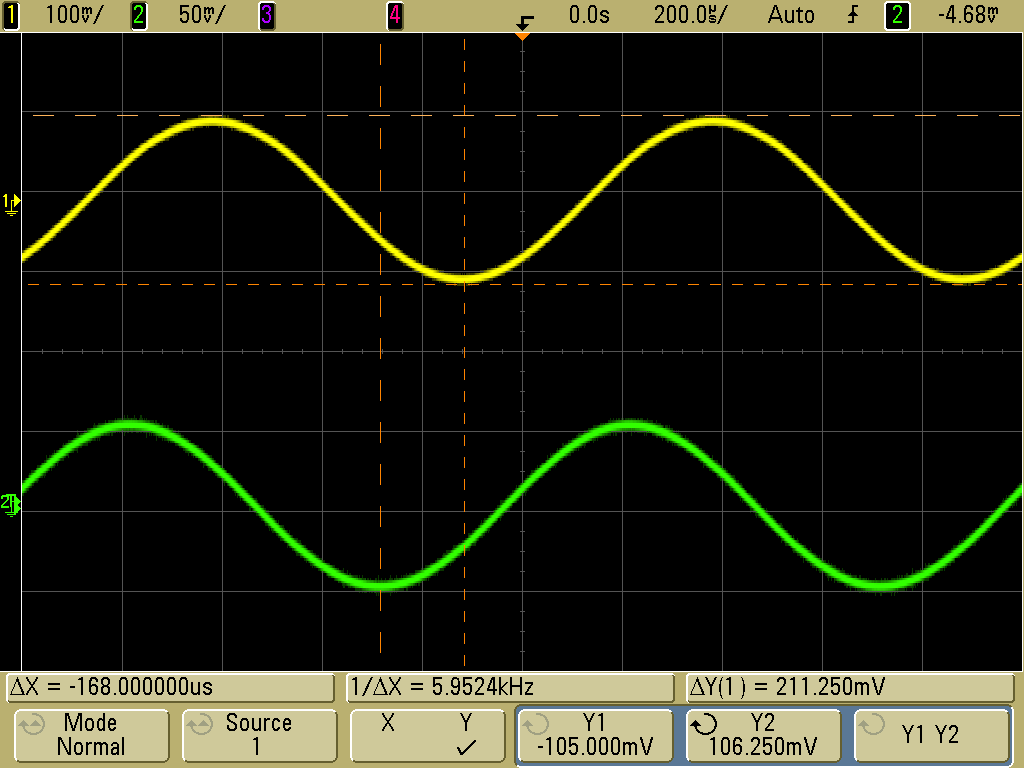 1 100mV/ 2 50mV/ 3 4 0.0s 200.0us/ Auto 2 -4.68mV
1
2
ΔX = -168.000000us 1/ΔX = 5.9524kHz ΔY(1) = 211.250mV
Mode Source X Y Y1 Y2 Y1 Y2
Normal 1 -105.000mV 106.250mV